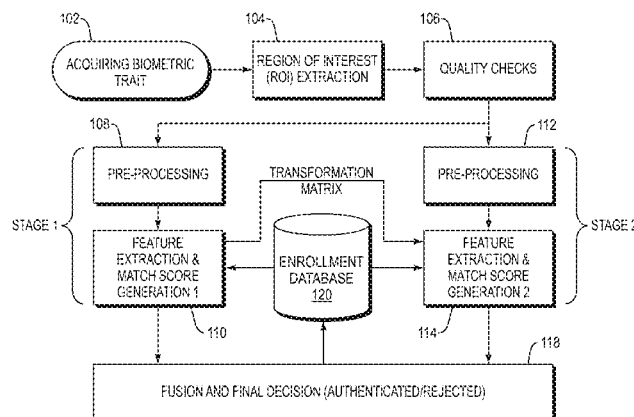 102
104
106
ACQUIRING BIOMETRIC
TRAIT
REGION OF INTEREST
(ROI) EXTRACTION
QUALITY CHECKS
108
112
PRE-PROCESSING
TRANSFORMATION
MATRIX
PRE-PROCESSING
STAGE 1
STAGE 2
FEATURE
EXTRACTION &
MATCH SCORE
GENERATION 1
ENROLLMENT
DATABASE
120
FEATURE
EXTRACTION &
MATCH SCORE
GENERATION 2
110
114
118
FUSION AND FINAL DECISION (AUTHENTICATED/REJECTED)